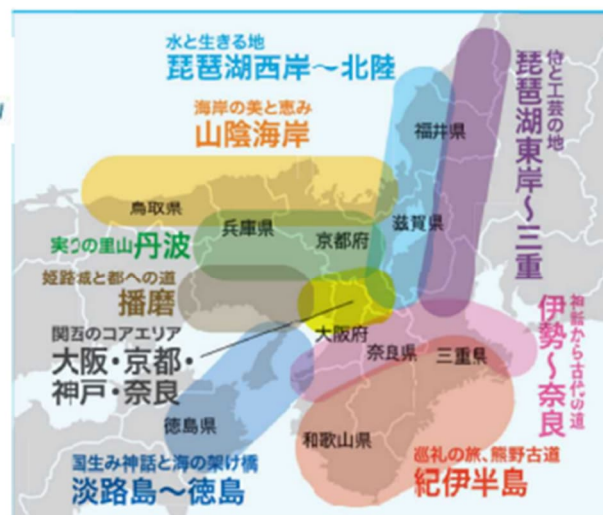 水と生きる地
琵琶湖西岸～北陸
侍と工芸の地
琵琶湖東岸～三重
海岸の美と恵み
山陰海岸
福井県
鳥取県
兵庫県
京都府
滋賀県
実りの里山 丹波
姫路城と都への道
播磨
関西のコアエリア
大阪・京都・
神戸・奈良
大阪府
奈良県
三重県
神話から古代の道
伊勢～奈良
徳島県
和歌山県
国生み神話と海の架け橋
淡路島～徳島
巡礼の旅、熊野古道
紀伊半島